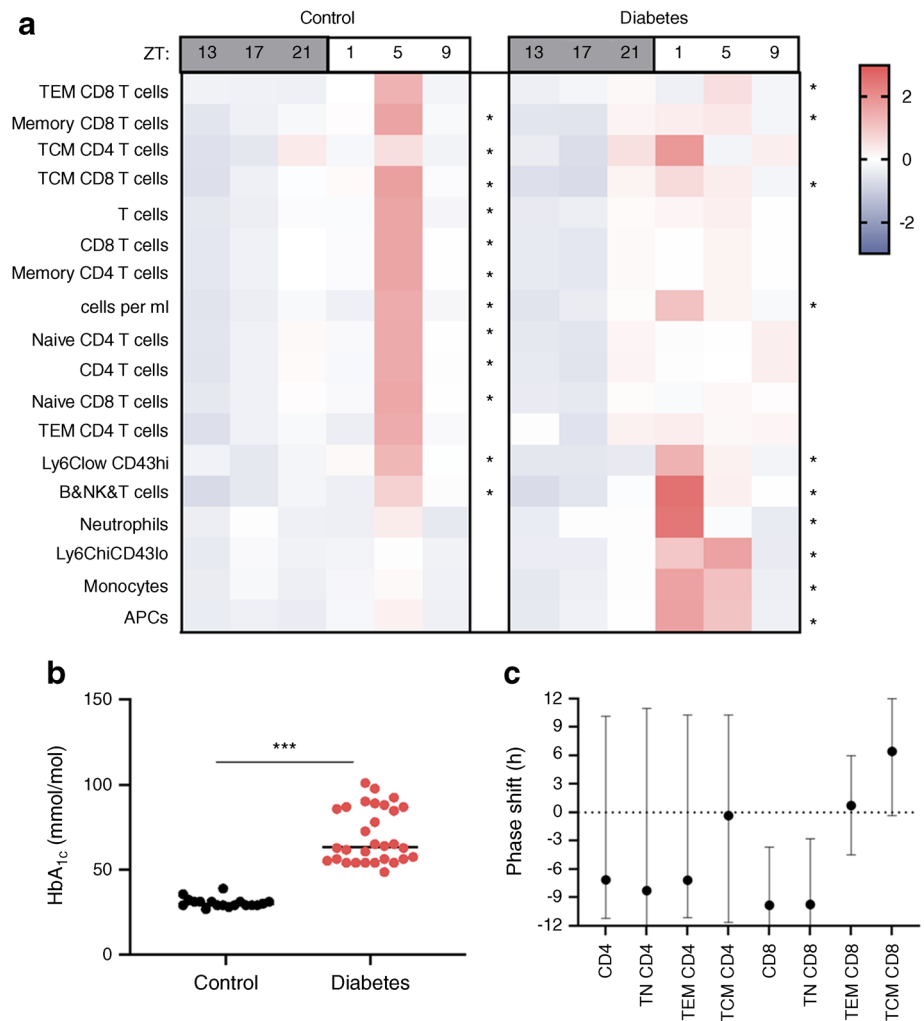 a
Control Diabetes
ZT: 13 17 21 1 5 9 13 17 21 1 5 9
TEM CD8 T cells *
Memory CD8 T cells * *
TCM CD4 T cells *
TCM CD8 T cells * *
T cells *
CD8 T cells *
Memory CD4 T cells *
cells per ml * *
Naive CD4 T cells *
CD4 T cells *
Naive CD8 T cells *
TEM CD4 T cells
Ly6Clow CD43hi * *
B&NK&T cells * *
Neutrophils *
Ly6ChiCD43lo *
Monocytes *
APCs *
2
0
-2
b
HbA1c (mmol/mol)
150
100
50
0
***
Control Diabetes
c
Phase shift (h)
12
9
6
3
0
-3
-6
-9
-12
CD4
TN CD4
TEM CD4
TCM CD4
CD8
TN CD8
TEM CD8
TCM CD8